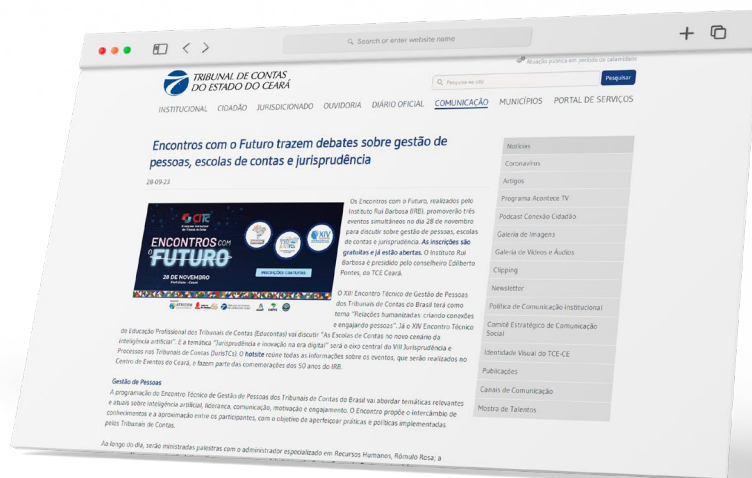 Search or enter website name
Atuação pública em período de calamidade
TRIBUNAL DE CONTAS
DO ESTADO DO CEARÁ
Pesquise no site
Pesquisar
INSTITUCIONAL CIDADÃO JURISDICIONADO OUVIDORIA DIÁRIO OFICIAL COMUNICAÇÃO MUNICÍPIOS PORTAL DE SERVIÇOS
Encontros com o Futuro trazem debates sobre gestão de
pessoas, escolas de contas e jurisprudência
28-09-23
CITC
ENCONTROS COM
O FUTURO
28 DE NOVEMBRO
Fortaleza - Ceará
XIV
INSCRIÇÕES GRATUITAS
Os Encontros com o Futuro, realizados pelo
Instituto Rui Barbosa (IRB), promoverão três
eventos simultâneos no dia 28 de novembro
para discutir sobre gestão de pessoas, escolas
de contas e jurisprudência. As inscrições são
gratuitas e já estão abertas. O Instituto Rui
Barbosa é presidido pelo conselheiro Edilberto
Pontes, do TCE Ceará.
O XIII Encontro Técnico de Gestão de Pessoas
dos Tribunais de Contas do Brasil terá como
tema "Relações humanizadas: criando conexões
e engajando pessoas". Já o XIV Encontro Técnico
de Educação Profissional dos Tribunais de Contas (Educontas) vai discutir "As Escolas de Contas no novo cenário da
inteligência artificial". E a temática "Jurisprudência e inovação na era digital" será o eixo central do VIII Jurisprudência e
Processos nos Tribunais de Contas (JurisTCs). O hotsite reúne todas as informações sobre os eventos, que serão realizados no
Centro de Eventos do Ceará, e fazem parte das comemorações dos 50 anos do IRB.
Gestão de Pessoas
A programação do Encontro Técnico de Gestão de Pessoas dos Tribunais de Contas do Brasil vai abordar temáticas relevantes
e atuais sobre inteligência artificial, liderança, comunicação, motivação e engajamento. O Encontro propõe o intercâmbio de
conhecimentos e a aproximação entre os participantes, com o objetivo de aperfeiçoar práticas e políticas implementadas
pelos Tribunais de Contas.
Ao longo do dia, serão ministradas palestras com o administrador especializado em Recursos Humanos, Rômulo Rosa; a
Notícias
Coronavírus
Artigos
Programa Acontece TV
Podcast Conexão Cidadão
Galeria de Imagens
Galeria de Vídeos e Áudios
Clipping
Newsletter
Política de Comunicação Institucional
Comitê Estratégico de Comunicação
Social
Identidade Visual do TCE-CE
Publicações
Canais de Comunicação
Mostra de Talentos